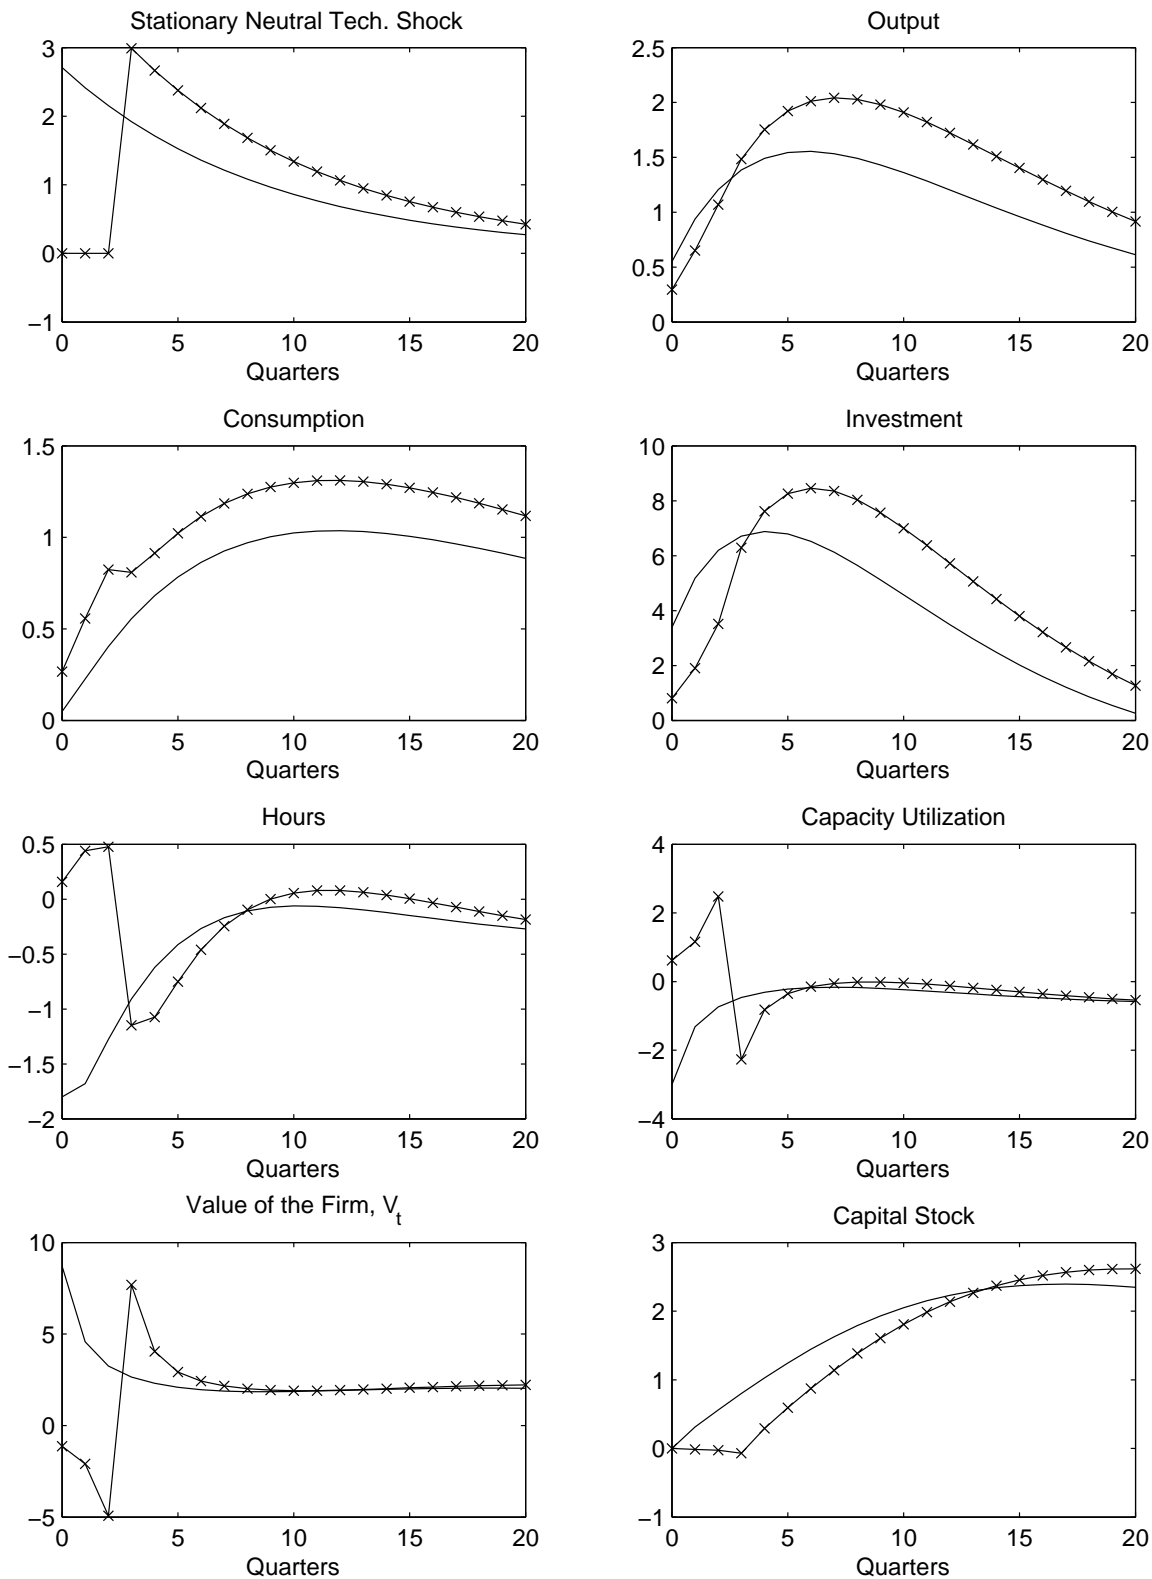 Stationary Neutral Tech. Shock
3
2
1
0
−1
0 5 10 15 20
Quarters
Output
2.5
2
1.5
1
0.5
0
0 5 10 15 20
Quarters
Consumption
1.5
1
0.5
0
0 5 10 15 20
Quarters
Investment
10
8
6
4
2
0
0 5 10 15 20
Quarters
Hours
0.5
0
−0.5
−1
−1.5
−2
0 5 10 15 20
Quarters
Capacity Utilization
4
2
0
−2
−4
0 5 10 15 20
Quarters
Value of the Firm, V_t
10
5
0
−5
0 5 10 15 20
Quarters
Capital Stock
3
2
1
0
−1
0 5 10 15 20
Quarters